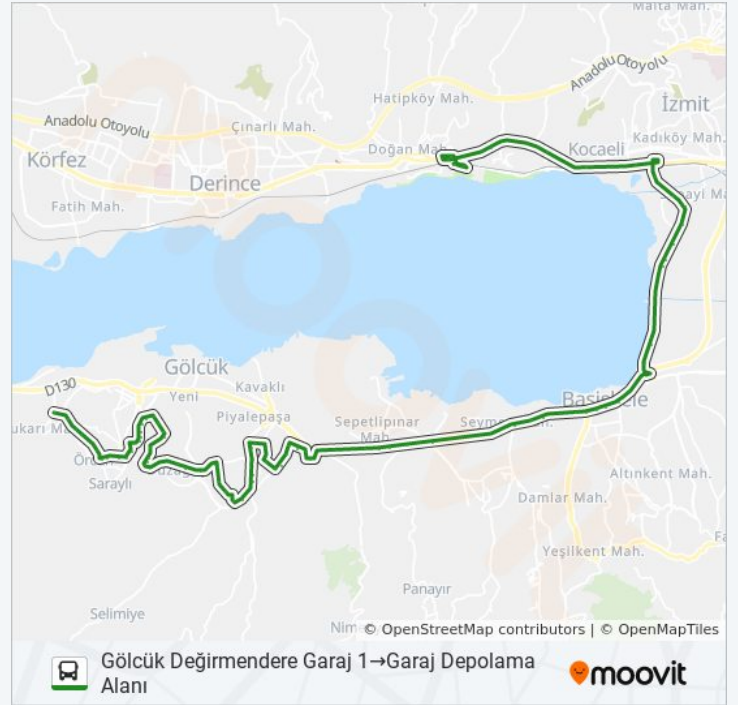 Malta Mah.
Anadolu Otoyolu
Hatipköy Mah.
İzmit
Anadolu Otoyolu
Çınarlı Mah.
Kadıköy Mah.
Doğan Mah.
Kocaeli
Körfez
Derince
Fatih Mah.
Gölcük
D130
Yeni
Kavaklı
Piyalepaşa
Sepetlipınar
Mah.
Saraylı
Altınkent Mah.
Damlar Mah.
Yeşilkent Mah.
Panayır
Selimiye
© OpenStreetMap contributors | © OpenMapTiles
Gölcük Değirmendere Garaj 1→Garaj Depolama
Alanı
moovit